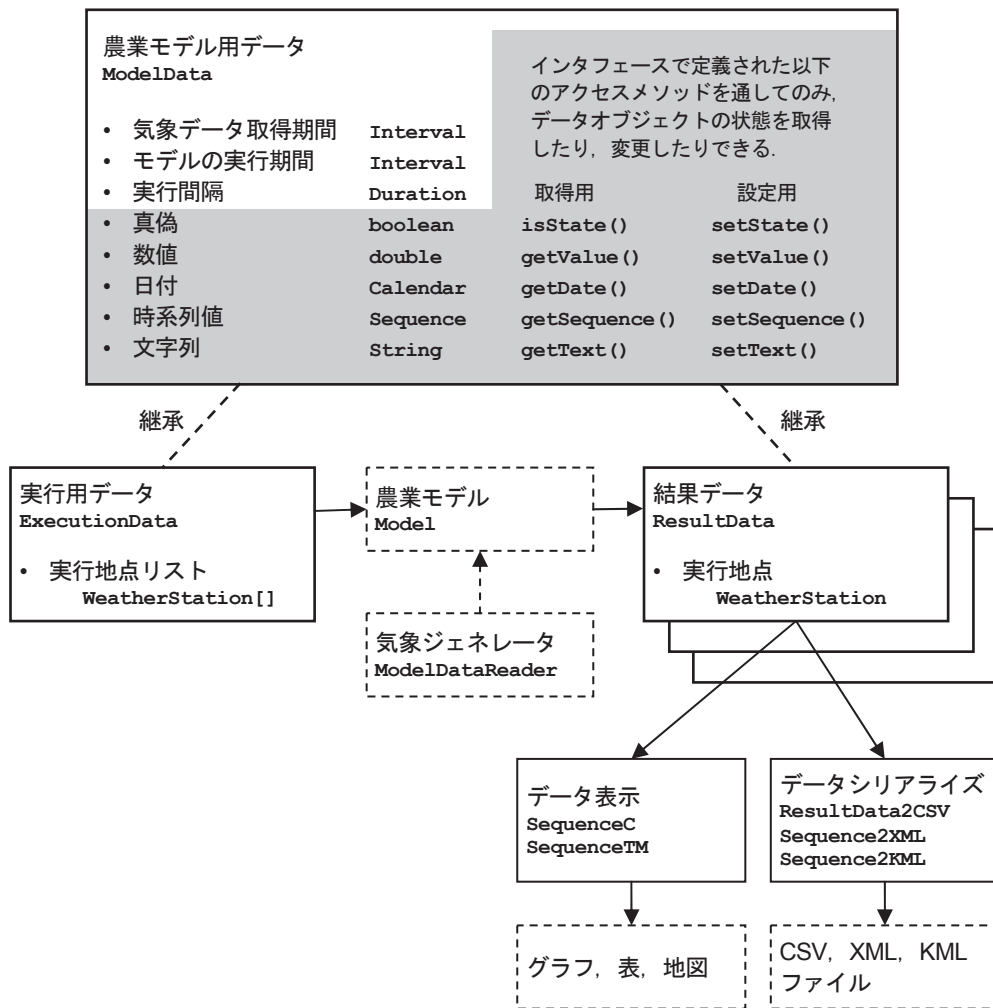 農業モデル用データ
ModelData
インタフェースで定義された以下
のアクセスメソッドを通してのみ，
データオブジェクトの状態を取得
したり，変更したりできる．
• 気象データ取得期間 Interval
• モデルの実行期間 Interval
• 実行間隔 Duration 取得用 設定用
• 真偽 boolean isState() setState()
• 数値 double getValue() setValue()
• 日付 Calendar getDate() setDate()
• 時系列値 Sequence getSequence() setSequence()
• 文字列 String getText() setText()
継承 継承
実行用データ
ExecutionData
• 実行地点リスト
WeatherStation[]
農業モデル
Model
結果データ
ResultData
• 実行地点
WeatherStation
気象ジェネレータ
ModelDataReader
データ表示
SequenceC
SequenceTM
データシリアライズ
ResultData2CSV
Sequence2XML
Sequence2KML
グラフ，表，地図
CSV，XML，KML
ファイル